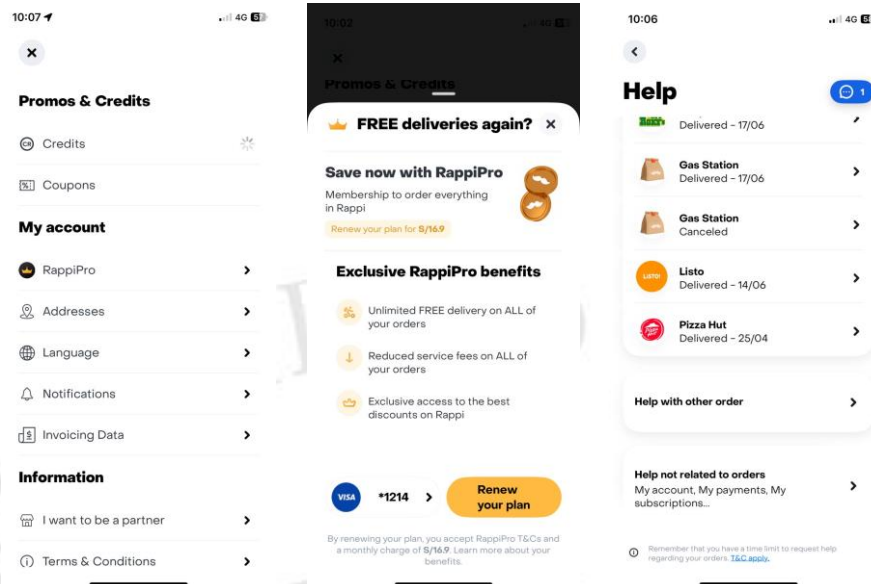 10:07
4G 5
Promos & Credits
CR Credits
Coupons
My account
RappiPro
Addresses
Language
Notifications
Invoicing Data
Information
I want to be a partner
Terms & Conditions
10:02
4G
Promos & Credits
FREE deliveries again?
Save now with RappiPro
Membership to order everything
in Rappi
Renew your plan for S/16.9
Exclusive RappiPro benefits
Unlimited FREE delivery on ALL of
your orders
Reduced service fees on ALL of
your orders
Exclusive access to the best
discounts on Rappi
VISA *1214
Renew
your plan
By renewing your plan, you accept RappiPro T&Cs and
a monthly charge of S/16.9. Learn more about your
benefits.
10:06
4G
Help
1
Delivered - 17/06
Gas Station
Delivered - 17/06
Gas Station
Canceled
Listo
Delivered - 14/06
Pizza Hut
Delivered - 25/04
Help with other order
Help not related to orders
My account, My payments, My
subscriptions...
Remember that you have a time limit to request help
regarding your orders. T&C apply.